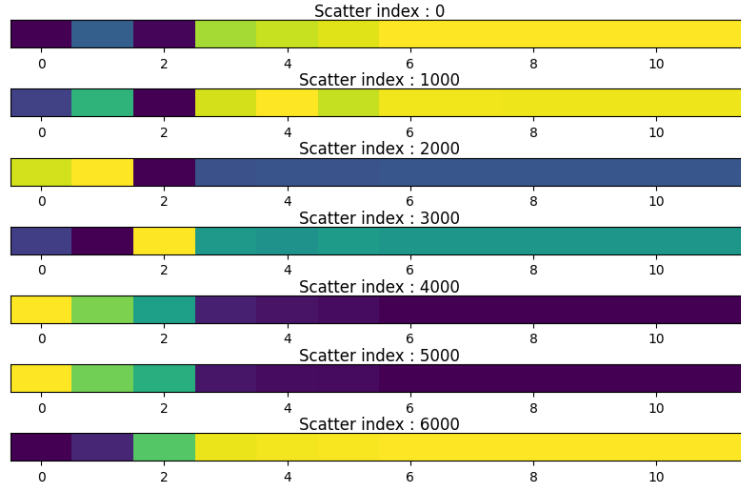 Scatter index : 0
0 2 4 6 8 10
Scatter index : 1000
0 2 4 6 8 10
Scatter index : 2000
0 2 4 6 8 10
Scatter index : 3000
0 2 4 6 8 10
Scatter index : 4000
0 2 4 6 8 10
Scatter index : 5000
0 2 4 6 8 10
Scatter index : 6000
0 2 4 6 8 10